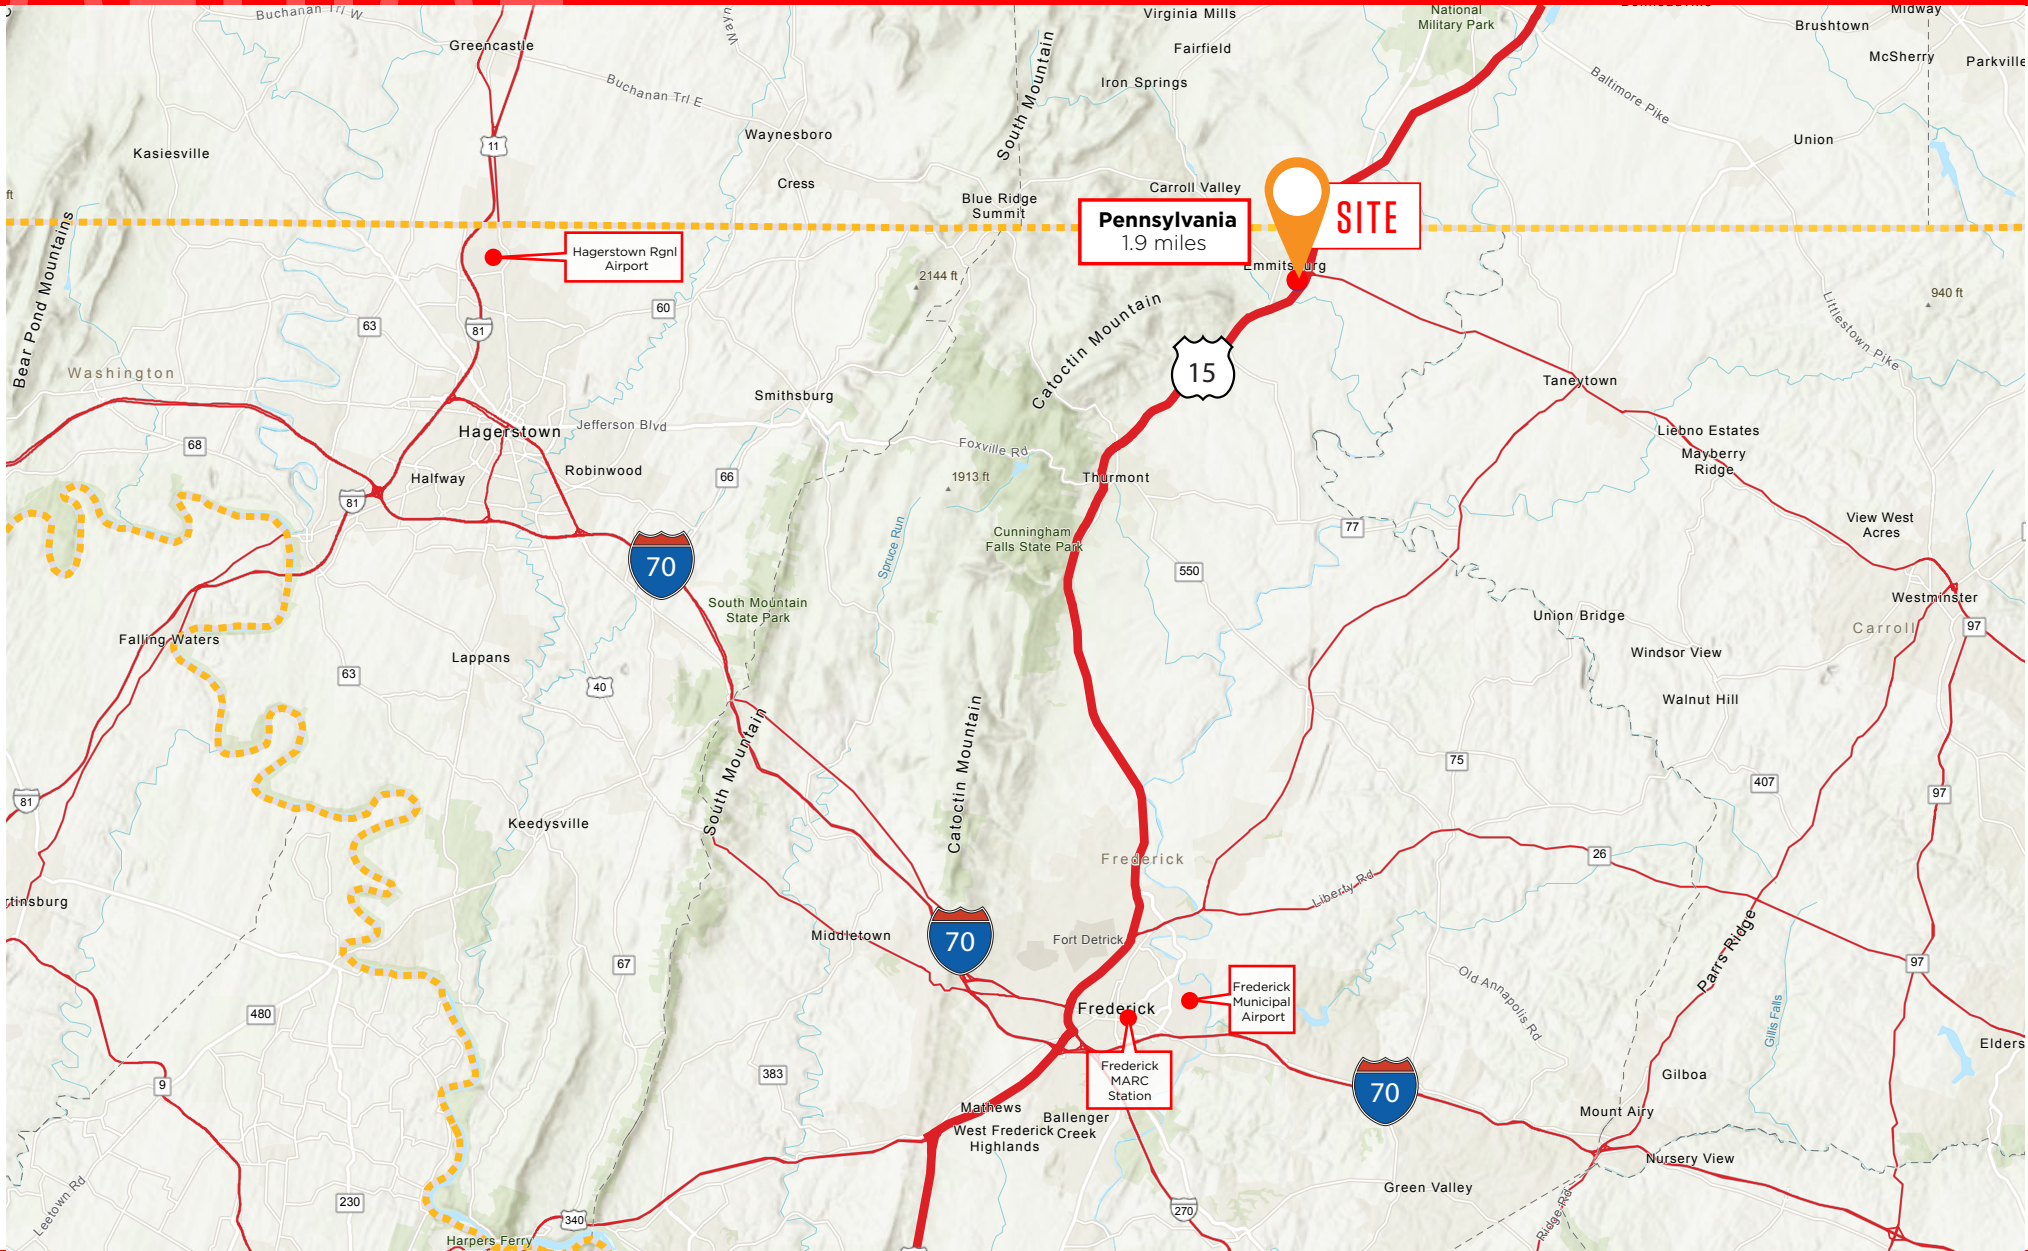 Buchanan Trl W
Greencastle
Buchanan Trl E
Virginia Mills
Fairfield
Iron Springs
National
Military Park
Brushtown
Midway
McSherry
Parkville
Baltimore Pike
Union
Kasiesville
11
Waynesboro
Cress
South Mountain
Blue Ridge
Summit
Carroll Valley
Pennsylvania
1.9 miles
SITE
Emmitsburg
Hagerstown Rgnl
Airport
Bear Pond Mountains
2144 ft
940 ft
Littlestown Pike
63
81
60
Catoctin Mountain
15
Washington
Smithsburg
Taneytown
68
Hagerstown
Jefferson Blvd
Foxville Rd
Liebno Estates
Mayberry
Ridge
Halfway
Robinwood
66
1913 ft
Thurmont
81
77
View West
Acres
Cunningham
Falls State Park
Spruce Run
70
550
South Mountain
State Park
Westminster
Union Bridge
Carroll
97
Falling Waters
Lappans
63
40
Windsor View
Walnut Hill
South Mountain
Catoctin Mountain
75
407
97
81
Keedysville
Frederick
26
Liberty Rd
rtinsburg
Middletown
70
Fort Detrick
Parrs Ridge
67
97
Old Annapolis Rd
Frederick
Municipal
Airport
Frederick
480
Gillis Falls
Elders
Frederick
MARC
Station
383
9
70
Gilboa
Mathews
Ballenger
Creek
West Frederick
Highlands
Mount Airy
Nursery View
Green Valley
Leetown Rd
230
340
270
Ridge Rd
Harpers Ferry